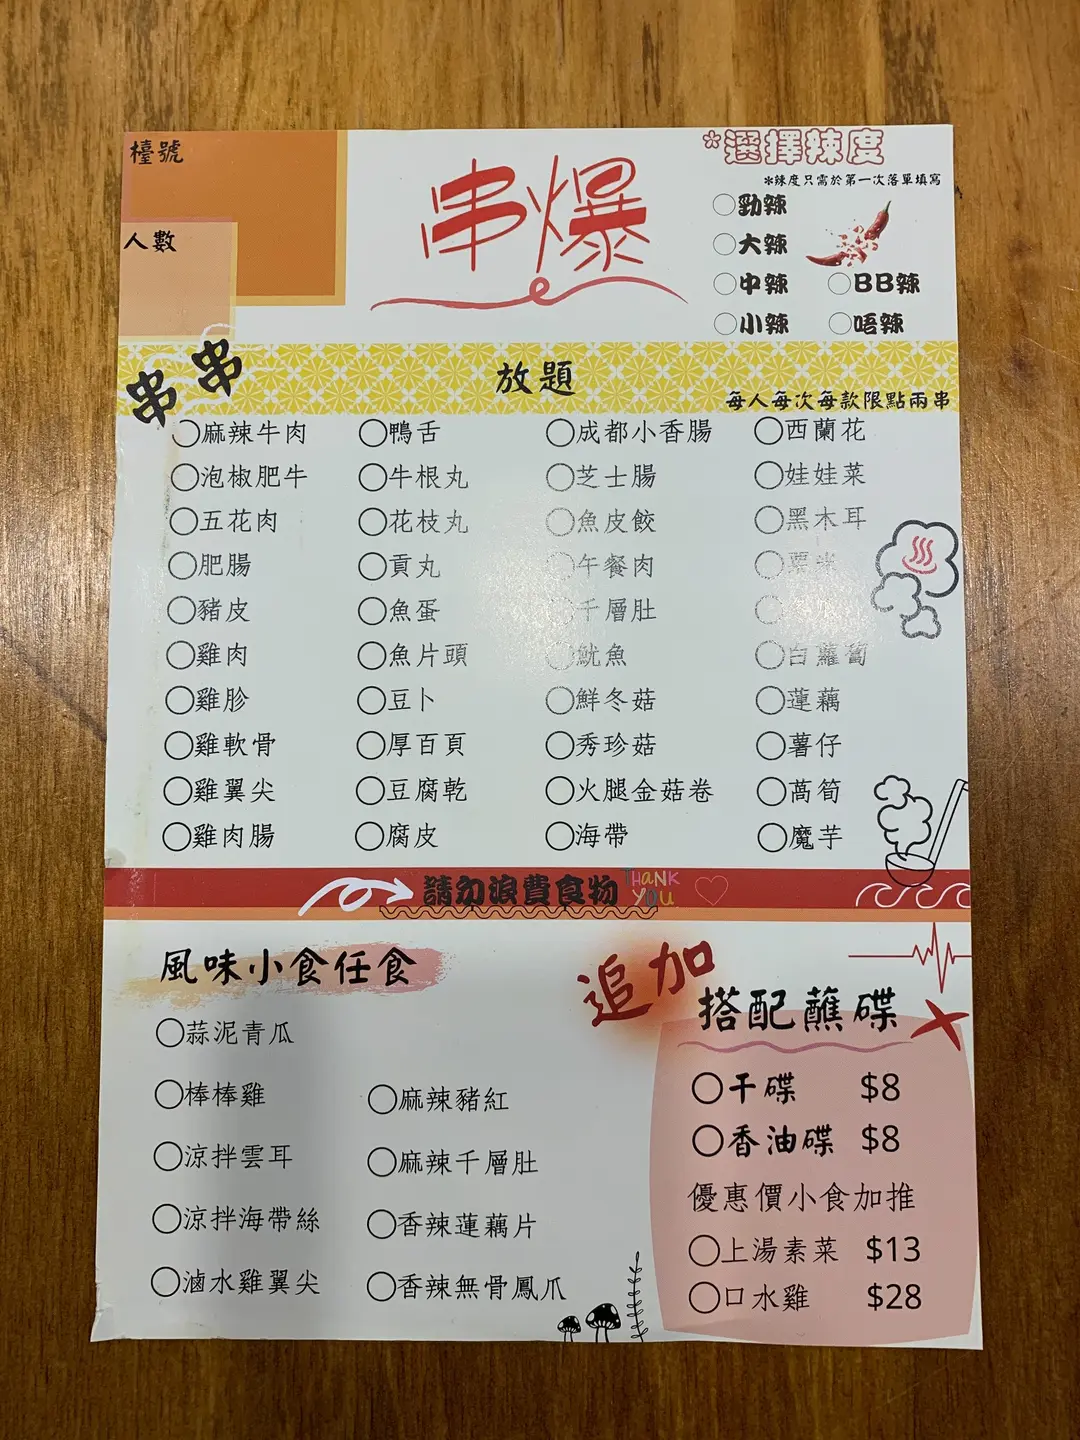 檯號
人數
串爆
*選擇辣度
*辣度只需於第一次落單填寫
勁辣
大辣
中辣 BB辣
小辣 唔辣
串串
放題
每人每次每款限點兩串
麻辣牛肉 鴨舌 成都小香腸 西蘭花
泡椒肥牛 牛根丸 芝士腸 娃娃菜
五花肉 花枝丸 魚皮餃 黑木耳
肥腸 貢丸 午餐肉 粟米
豬皮 魚蛋 千層肚
雞肉 魚片頭 魷魚 白蘿蔔
雞胗 豆卜 鮮冬菇 蓮藕
雞軟骨 厚百頁 秀珍菇 薯仔
雞翼尖 豆腐乾 火腿金菇卷 萵筍
雞肉腸 腐皮 海帶 魔芋
請勿浪費食物 THANK YOU
風味小食任食
蒜泥青瓜
棒棒雞
涼拌雲耳
涼拌海帶絲
滷水雞翼尖
麻辣豬紅
麻辣千層肚
香辣蓮藕片
香辣無骨鳳爪
追加
搭配蘸碟
干碟 $8
香油碟 $8
優惠價小食加推
上湯素菜 $13
口水雞 $28